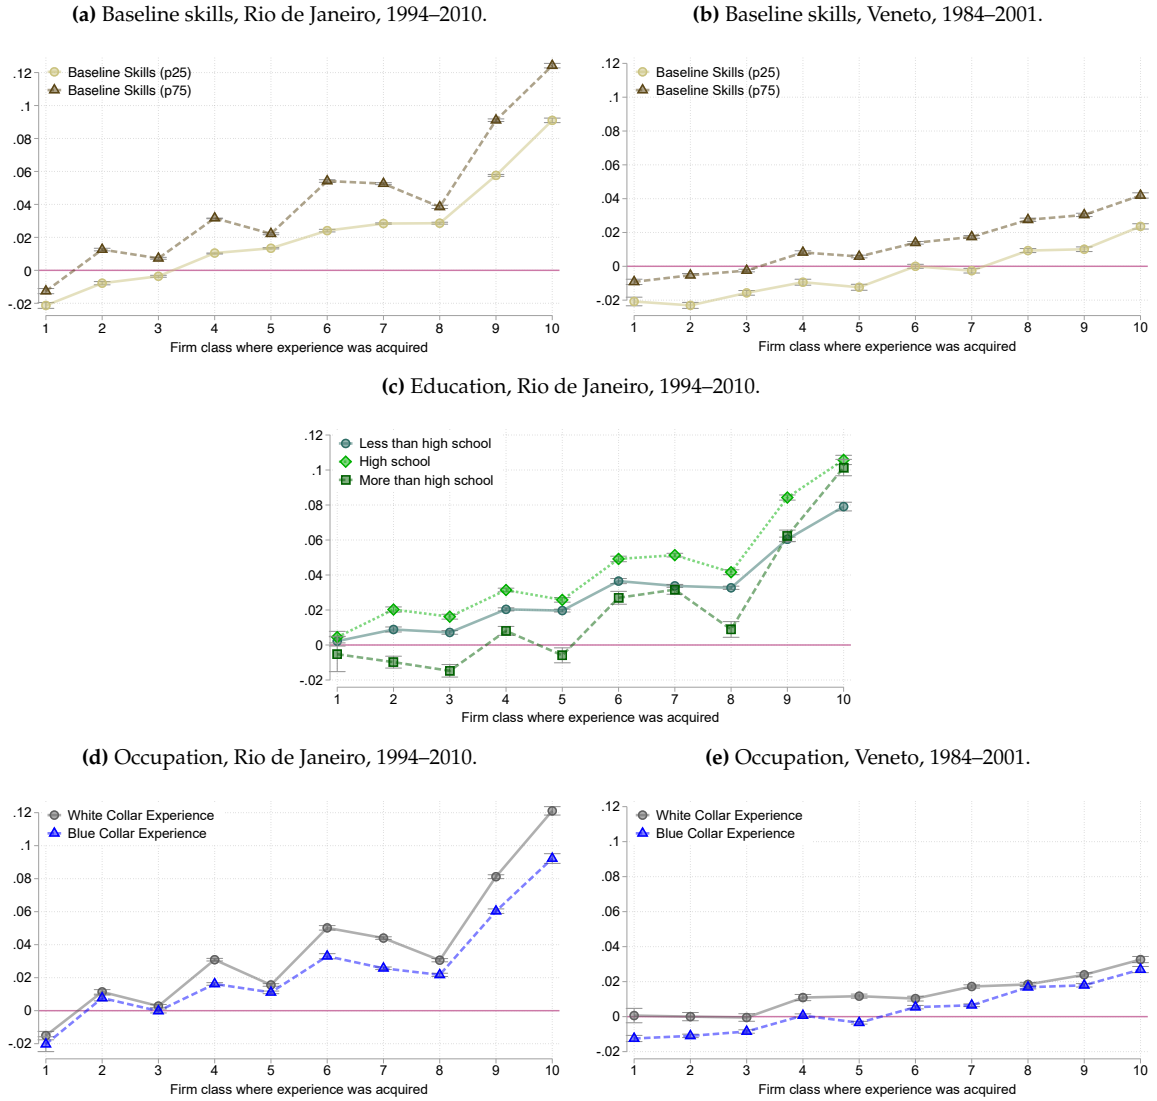 (a) Baseline skills, Rio de Janeiro, 1994–2010.
Baseline Skills (p25)
Baseline Skills (p75)
.12
.1
.08
.06
.04
.02
0
-.02
1 2 3 4 5 6 7 8 9 10
Firm class where experience was acquired
(b) Baseline skills, Veneto, 1984–2001.
Baseline Skills (p25)
Baseline Skills (p75)
.12
.1
.08
.06
.04
.02
0
-.02
1 2 3 4 5 6 7 8 9 10
Firm class where experience was acquired
(c) Education, Rio de Janeiro, 1994–2010.
Less than high school
High school
More than high school
.12
.1
.08
.06
.04
.02
0
-.02
1 2 3 4 5 6 7 8 9 10
Firm class where experience was acquired
(d) Occupation, Rio de Janeiro, 1994–2010.
White Collar Experience
Blue Collar Experience
.12
.1
.08
.06
.04
.02
0
-.02
1 2 3 4 5 6 7 8 9 10
Firm class where experience was acquired
(e) Occupation, Veneto, 1984–2001.
White Collar Experience
Blue Collar Experience
.12
.1
.08
.06
.04
.02
0
-.02
1 2 3 4 5 6 7 8 9 10
Firm class where experience was acquired